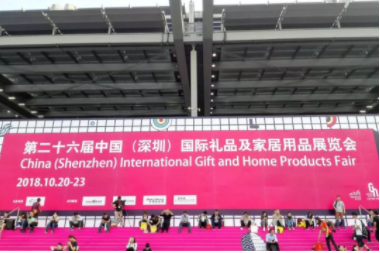 第二十六届中国（深圳）国际礼品及家居用品展览会
China (Shenzhen) International Gift and Home Products Fair
2018.10.20-23